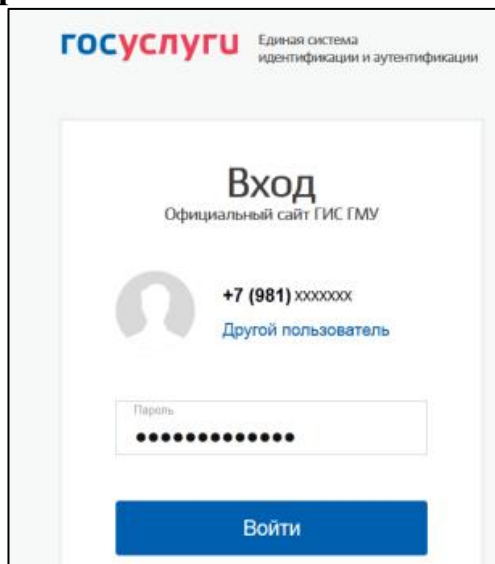 госуслуги
Единая система
идентификации и аутентификации
Вход
Официальный сайт ГИС ГМУ
+7 (981) xxxxxxx
Другой пользователь
Пароль
•••••••••••••
Войти